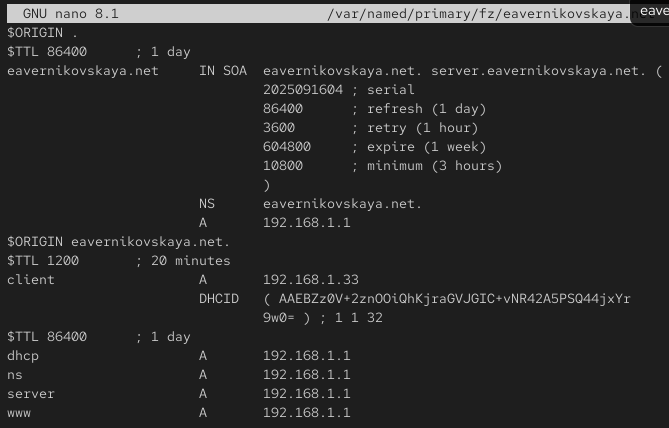 GNU nano 8.1 /var/named/primary/fz/eavernikovskaya.n
eave
$ORIGIN .
$TTL 86400 ; 1 day
eavernikovskaya.net IN SOA eavernikovskaya.net. server.eavernikovskaya.net. (
2025091604 ; serial
86400 ; refresh (1 day)
3600 ; retry (1 hour)
604800 ; expire (1 week)
10800 ; minimum (3 hours)
)
NS eavernikovskaya.net.
A 192.168.1.1
$ORIGIN eavernikovskaya.net.
$TTL 1200 ; 20 minutes
client A 192.168.1.33
DHCID ( AAEBZz0V+2znOOiQhKjraGVJGIC+vNR42A5PSQ44jxYr
9w0= ) ; 1 1 32
$TTL 86400 ; 1 day
dhcp A 192.168.1.1
ns A 192.168.1.1
server A 192.168.1.1
www A 192.168.1.1